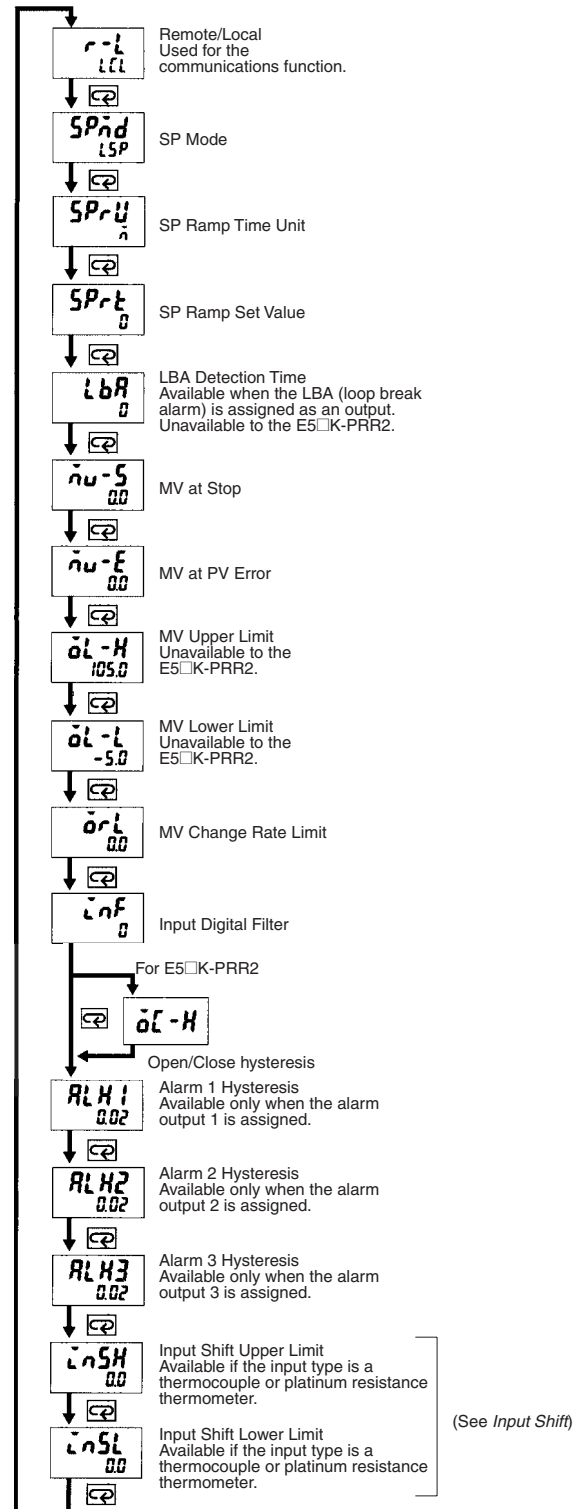 r-L
LCL
Remote/Local
Used for the
communications function.
SPmd
LSP
SP Mode
SPrU
m
SP Ramp Time Unit
SPrt
0
SP Ramp Set Value
LbA
0
LBA Detection Time
Available when the LBA (loop break
alarm) is assigned as an output.
Unavailable to the E5□K-PRR2.
mv-S
0.0
MV at Stop
mv-E
0.0
MV at PV Error
oL-H
105.0
MV Upper Limit
Unavailable to the
E5□K-PRR2.
oL-L
-5.0
MV Lower Limit
Unavailable to the
E5□K-PRR2.
orL
0.0
MV Change Rate Limit
inF
0
Input Digital Filter
For E5□K-PRR2
oC-H
Open/Close hysteresis
ALH1
0.02
Alarm 1 Hysteresis
Available only when the alarm
output 1 is assigned.
ALH2
0.02
Alarm 2 Hysteresis
Available only when the alarm
output 2 is assigned.
ALH3
0.02
Alarm 3 Hysteresis
Available only when the alarm
output 3 is assigned.
inSH
0.0
Input Shift Upper Limit
Available if the input type is a
thermocouple or platinum resistance
thermometer.
(See Input Shift)
inSL
0.0
Input Shift Lower Limit
Available if the input type is a
thermocouple or platinum resistance
thermometer.